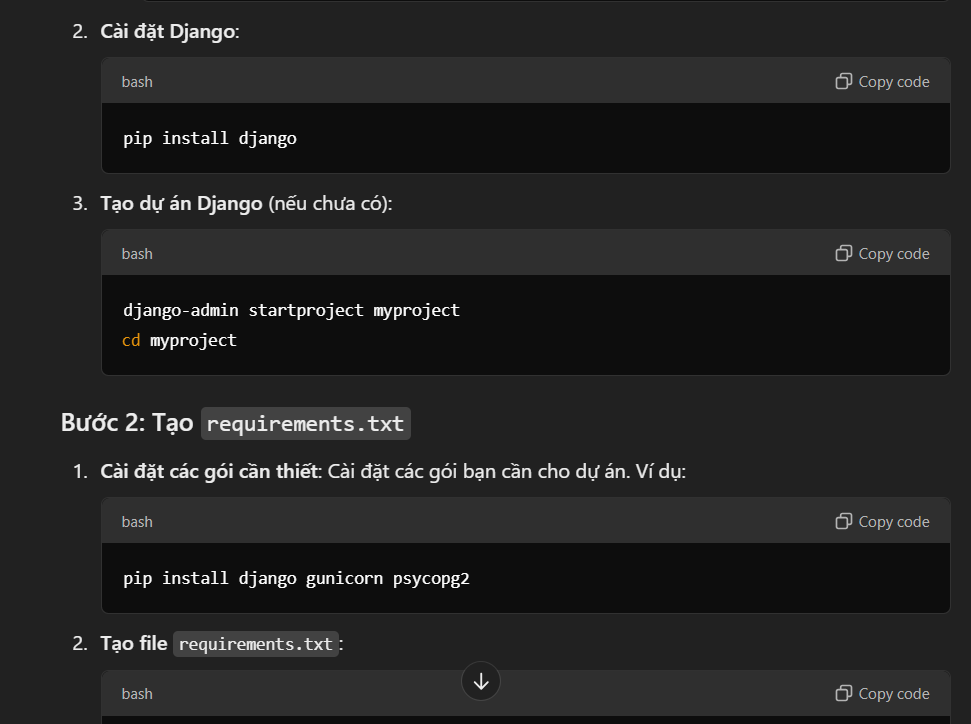 2. Cài đặt Django:
bash Copy code
pip install django
3. Tạo dự án Django (nếu chưa có):
bash Copy code
django-admin startproject myproject
cd myproject
Bước 2: Tạo requirements.txt
1. Cài đặt các gói cần thiết: Cài đặt các gói bạn cần cho dự án. Ví dụ:
bash Copy code
pip install django gunicorn psycopg2
2. Tạo file requirements.txt:
bash Copy code